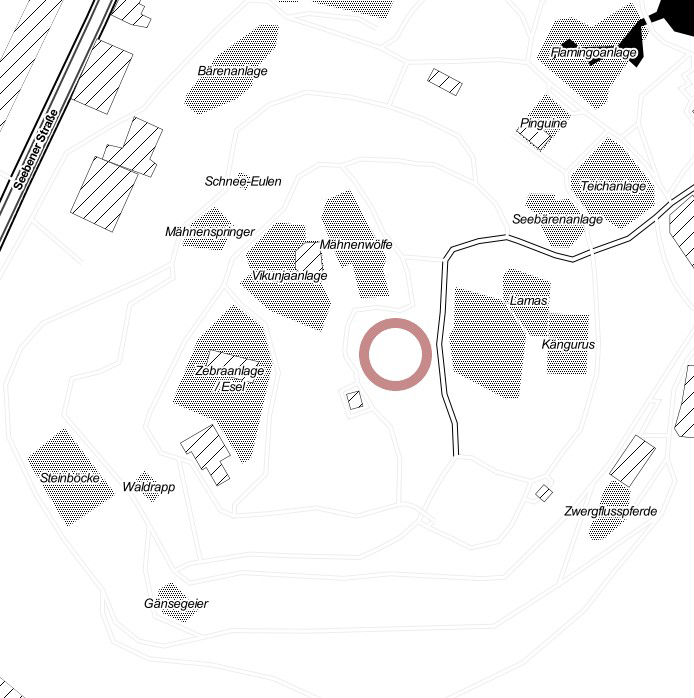 Flamingoanlage
Bärenanlage
Seebener Straße
Pinguine
Schnee-Eulen
Teichanlage
Seebärenanlage
Mähnenspringer
Mähnenwölfe
Vikunjaanlage
Lamas
Kängurus
Zebraanlage
/ Esel
Steinböcke
Waldrapp
Zwergflusspferde
Gänsegeier